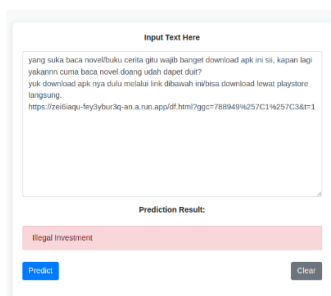 Input Text Here
yang suka baca novel/buku cerita gitu wajib banget download apk ini sii, kapan lagi
yakannn cuma baca novel doang udah dapet duit?
yuk download apk nya dulu melalui link dibawah ini/bisa download lewat playstore
langsung.
https://zei6iaqu-fey3ybur3q-an.a.run.app/df.html?ggc=788949%257C1%257C3&t=1
Prediction Result:
Illegal Investment
Predict
Clear